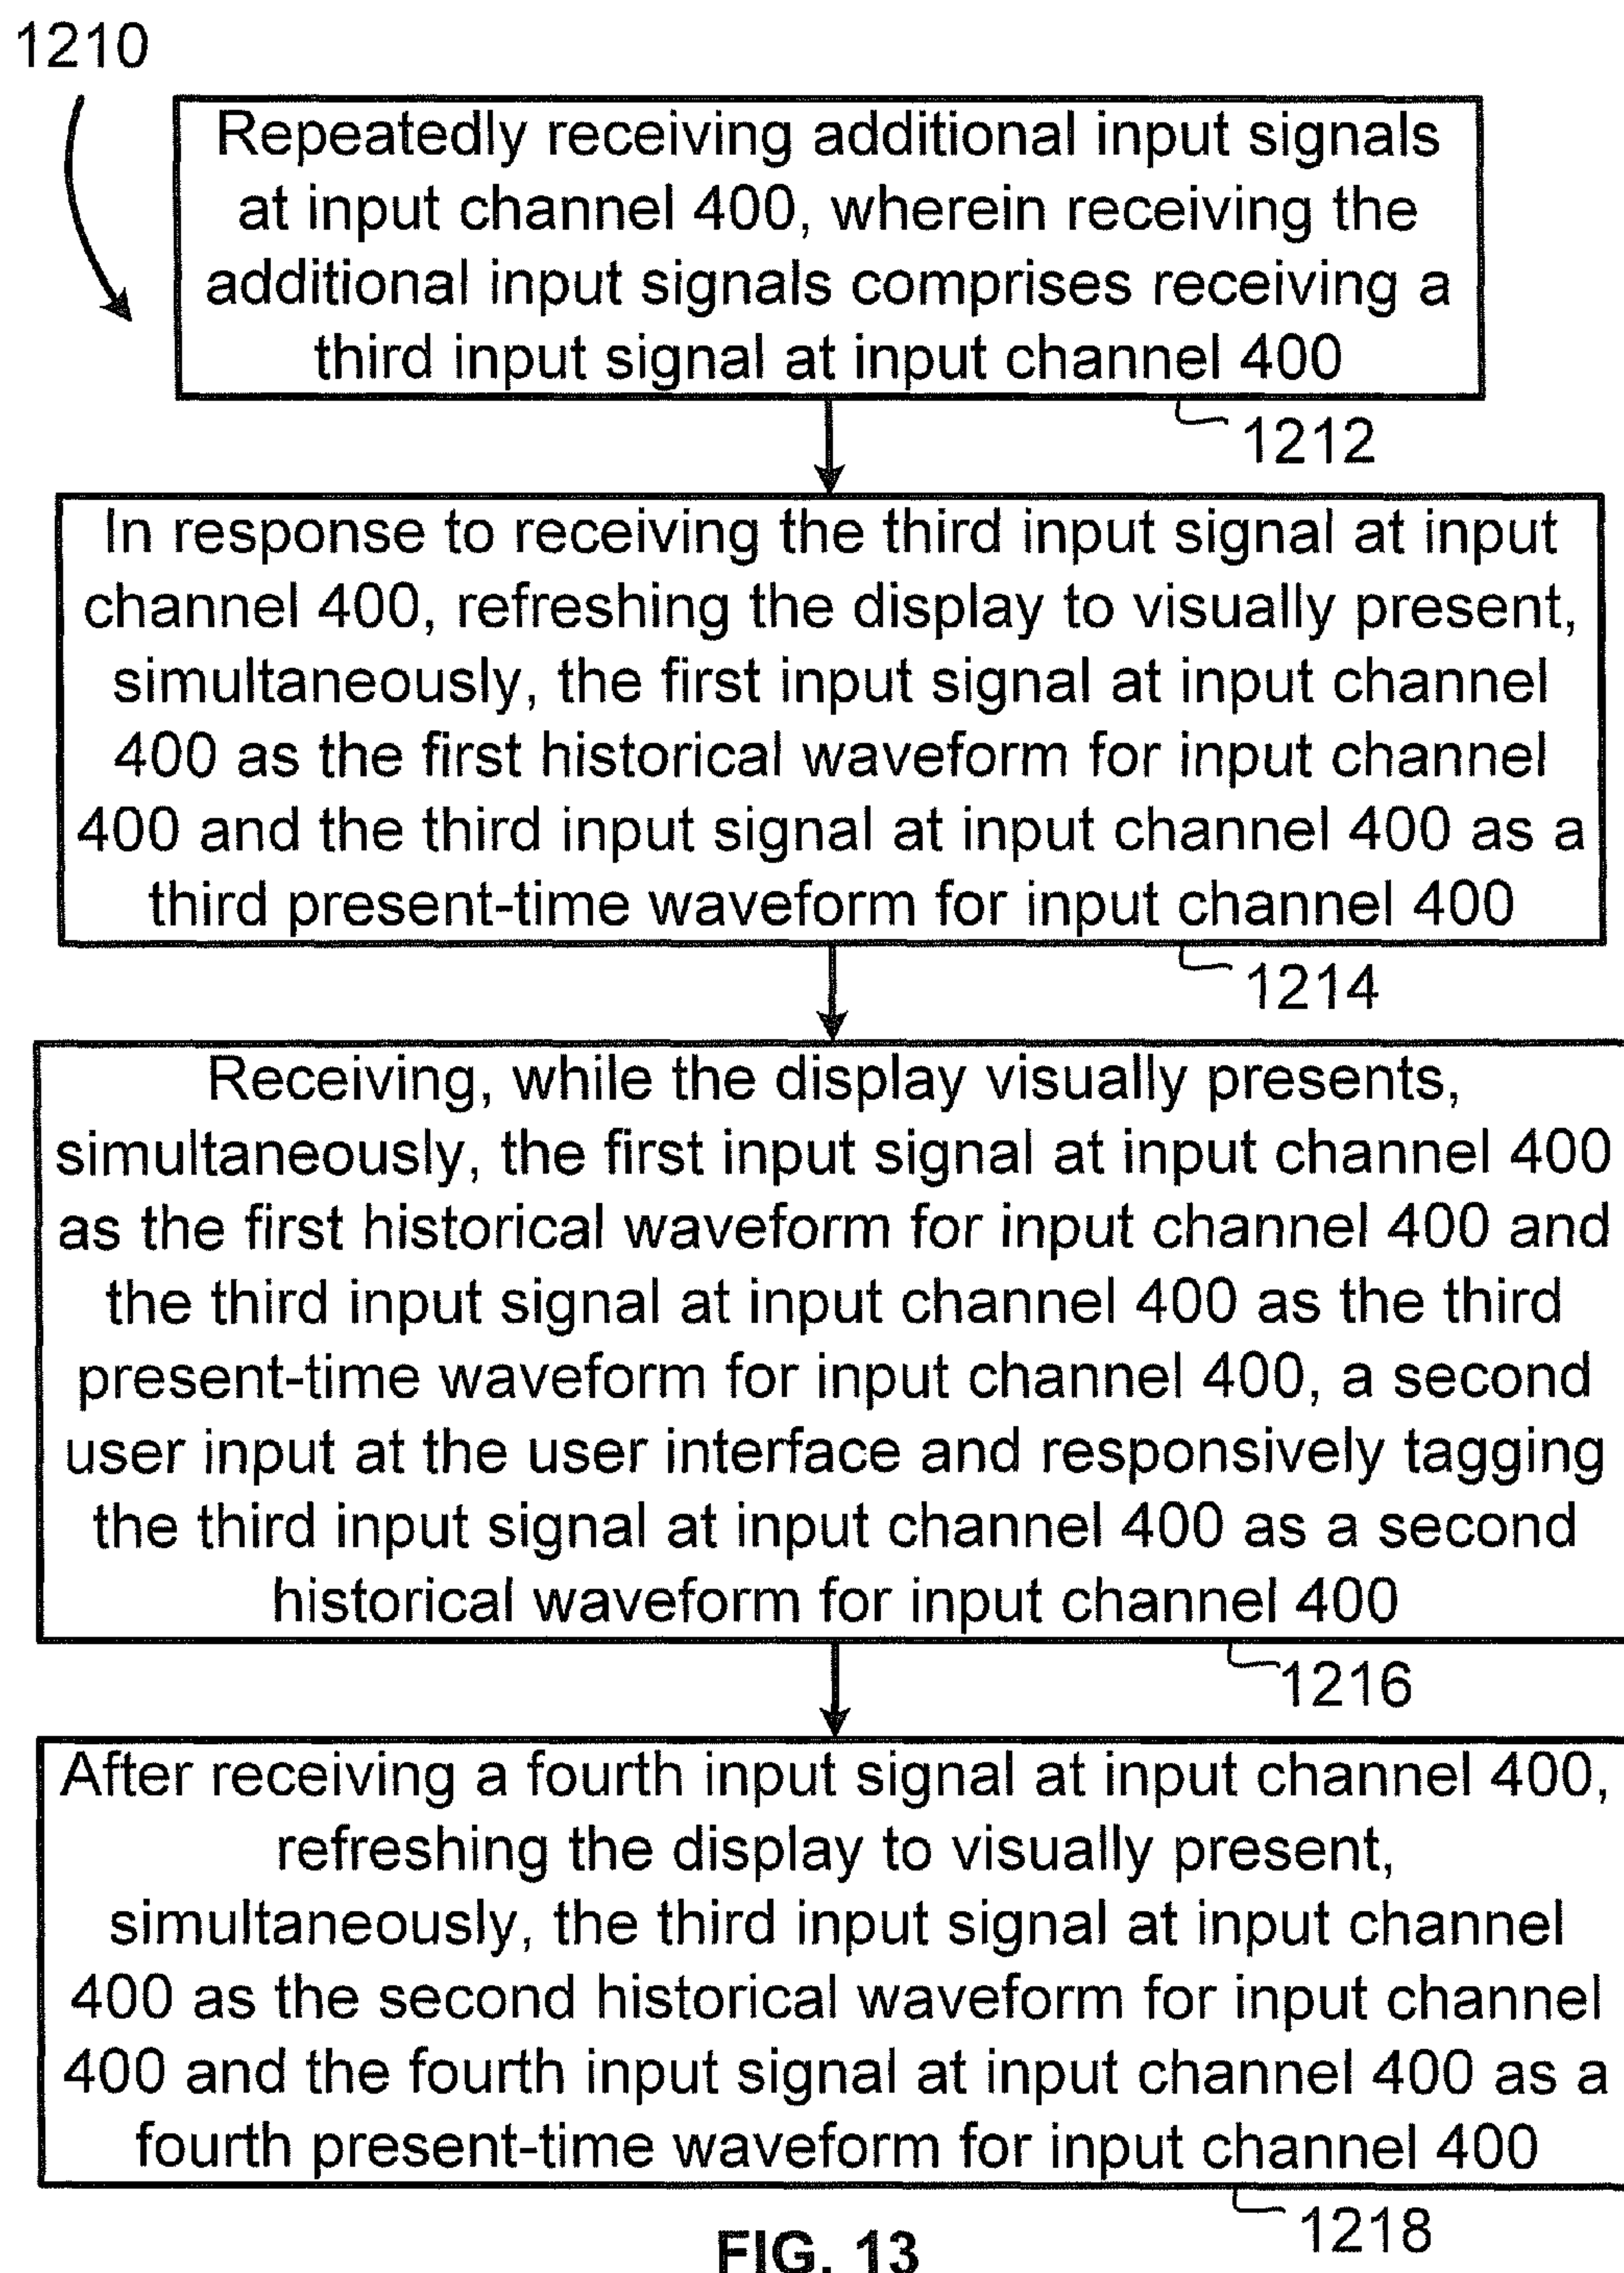 1210
Repeatedly receiving additional input signals
at input channel 400, wherein receiving the
additional input signals comprises receiving a
third input signal at input channel 400
1212
In response to receiving the third input signal at input
channel 400, refreshing the display to visually present,
simultaneously, the first input signal at input channel
400 as the first historical waveform for input channel
400 and the third input signal at input channel 400 as a
third present-time waveform for input channel 400
1214
Receiving, while the display visually presents,
simultaneously, the first input signal at input channel 400
as the first historical waveform for input channel 400 and
the third input signal at input channel 400 as the third
present-time waveform for input channel 400, a second
user input at the user interface and responsively tagging
the third input signal at input channel 400 as a second
historical waveform for input channel 400
1216
After receiving a fourth input signal at input channel 400,
refreshing the display to visually present,
simultaneously, the third input signal at input channel
400 as the second historical waveform for input channel
400 and the fourth input signal at input channel 400 as a
fourth present-time waveform for input channel 400
1218
FIG. 13